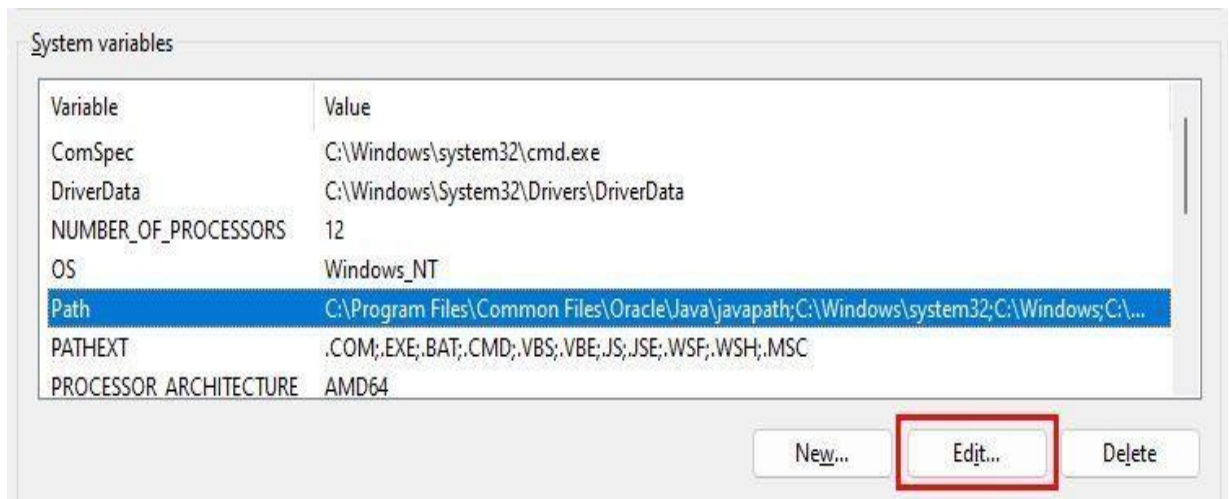 System variables
Variable Value
ComSpec C:\Windows\system32\cmd.exe
DriverData C:\Windows\System32\Drivers\DriverData
NUMBER_OF_PROCESSORS 12
OS Windows_NT
Path C:\Program Files\Common Files\Oracle\Java\javapath;C:\Windows\system32;C:\Windows;C:\...
PATHEXT .COM;.EXE;.BAT;.CMD;.VBS;.VBE;.JS;.JSE;.WSF;.WSH;.MSC
PROCESSOR_ARCHITECTURE AMD64
New... Edit... Delete